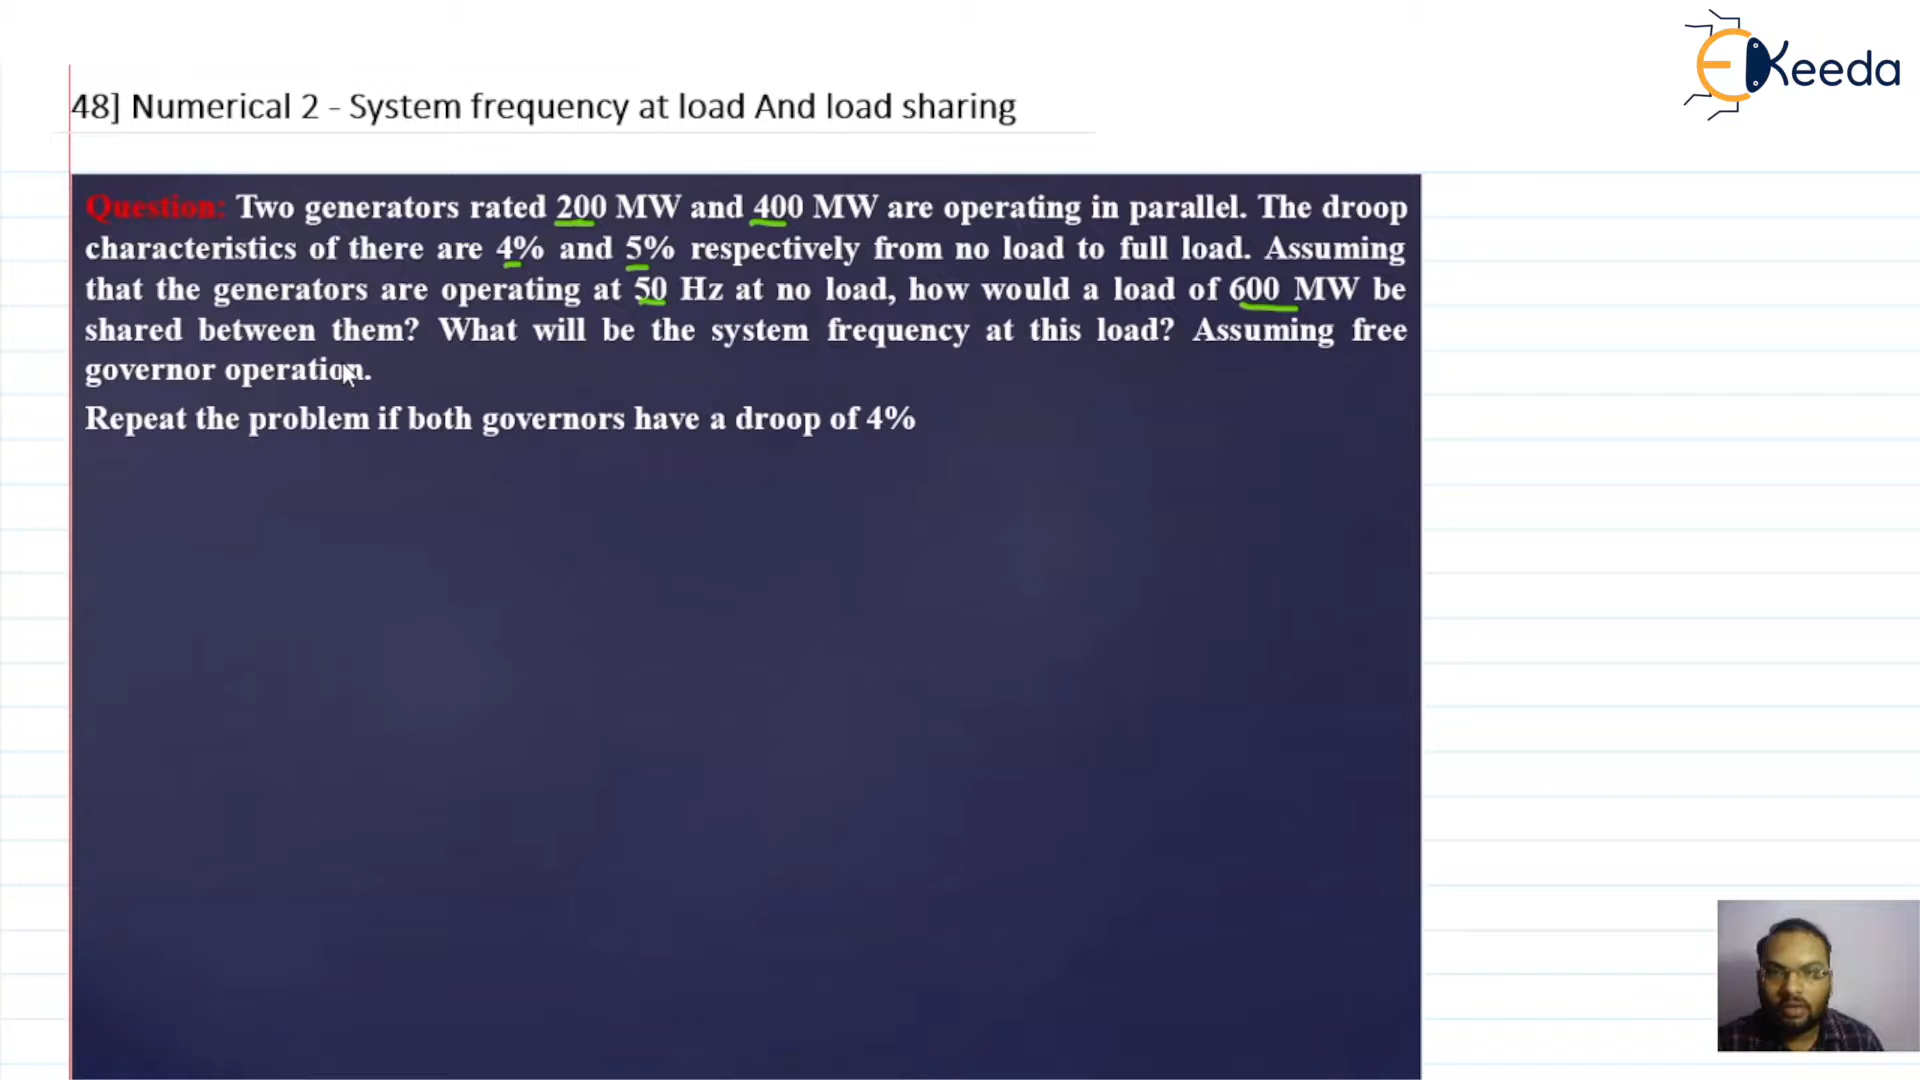 EKeeda
48] Numerical 2 - System frequency at load And load sharing
Question: Two generators rated 200 MW and 400 MW are operating in parallel. The droop
characteristics of there are 4% and 5% respectively from no load to full load. Assuming
that the generators are operating at 50 Hz at no load, how would a load of 600 MW be
shared between them? What will be the system frequency at this load? Assuming free
governor operation.
Repeat the problem if both governors have a droop of 4%